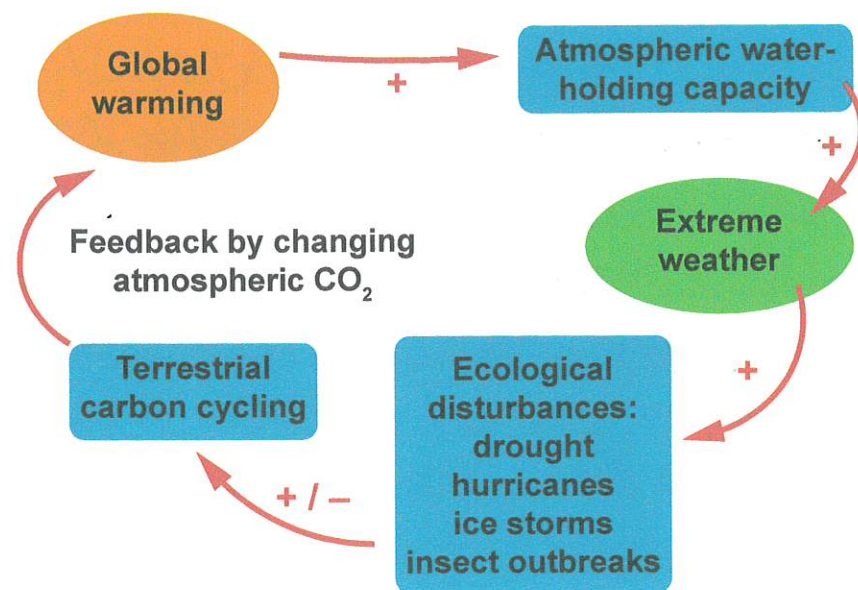 Global
warming
+
Atmospheric water-
holding capacity
+
Extreme
weather
+
Ecological
disturbances:
drought
hurricanes
ice storms
insect outbreaks
+ / –
Terrestrial
carbon cycling
Feedback by changing
atmospheric CO₂